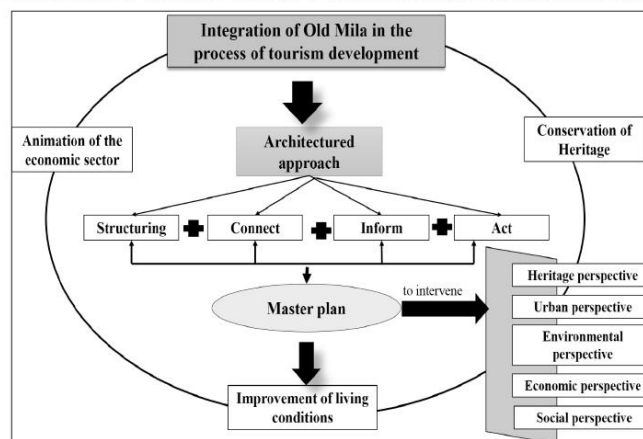 Integration of Old Mila in the
process of tourism development
Animation of the
economic sector
Conservation of
Heritage
Architectured
approach
Structuring
Connect
Inform
Act
Master plan
to intervene
Heritage perspective
Urban perspective
Environmental
perspective
Economic perspective
Social perspective
Improvement of living
conditions